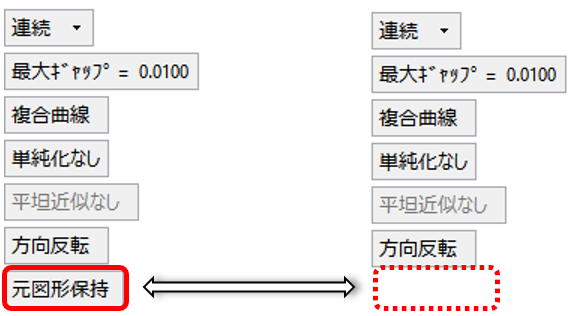 連続
最大ｷﾞｬｯﾌﾟ = 0.0100
複合曲線
単純化なし
平坦近似なし
方向反転
元図形保持
連続
最大ｷﾞｬｯﾌﾟ = 0.0100
複合曲線
単純化なし
平坦近似なし
方向反転